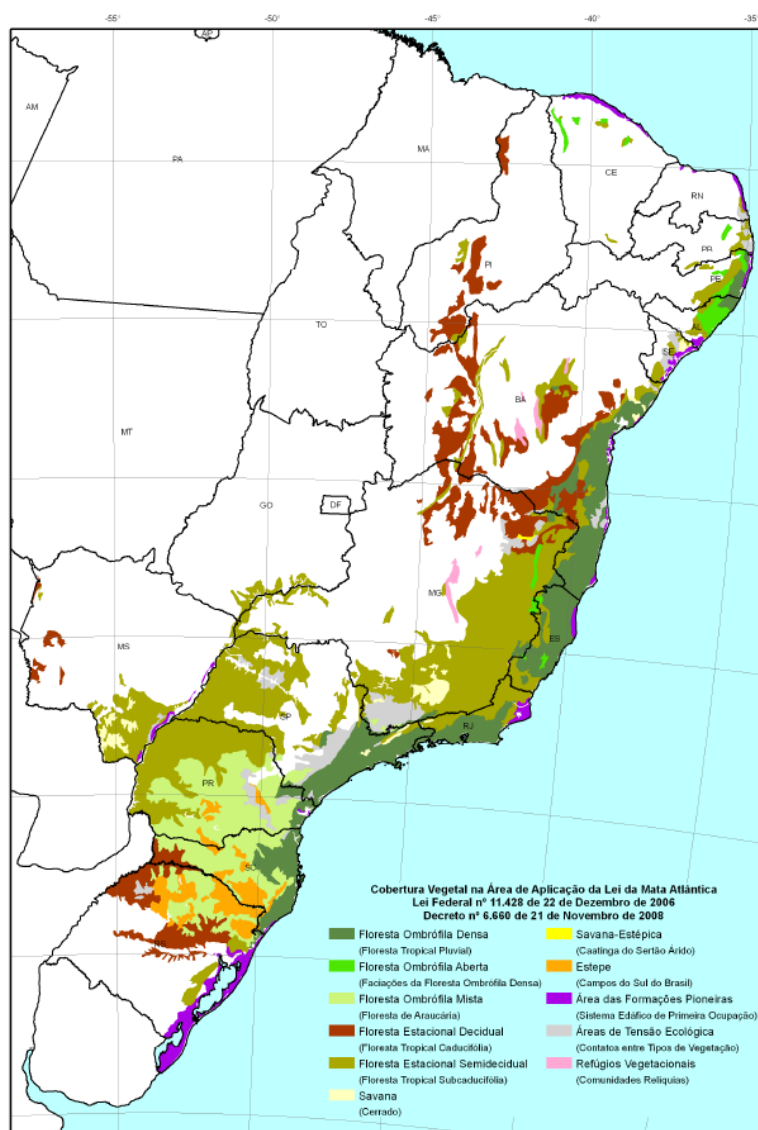 -55° -50° -45° -40° -35°
AP
AM
PA
MA
CE
RN
PB
PI
PE
TO
AL
SE
BA
MT
GO
DF
MG
MS
ES
SP
RJ
PR
SC
RS
Cobertura Vegetal na Área de Aplicação da Lei da Mata Atlântica
Lei Federal nº 11.428 de 22 de Dezembro de 2006
Decreto nº 6.660 de 21 de Novembro de 2008
Floresta Ombrófila Densa
(Floresta Tropical Pluvial)
Floresta Ombrófila Aberta
(Faciações da Floresta Ombrófila Densa)
Floresta Ombrófila Mista
(Floresta de Araucária)
Floresta Estacional Decidual
(Floresta Tropical Caducifólia)
Floresta Estacional Semidecidual
(Floresta Tropical Subcaducifólia)
Savana
(Cerrado)
Savana-Estépica
(Caatinga do Sertão Árido)
Estepe
(Campos do Sul do Brasil)
Área das Formações Pioneiras
(Sistema Edáfico de Primeira Ocupação)
Áreas de Tensão Ecológica
(Contatos entre Tipos de Vegetação)
Refúgios Vegetacionais
(Comunidades Relíquias)